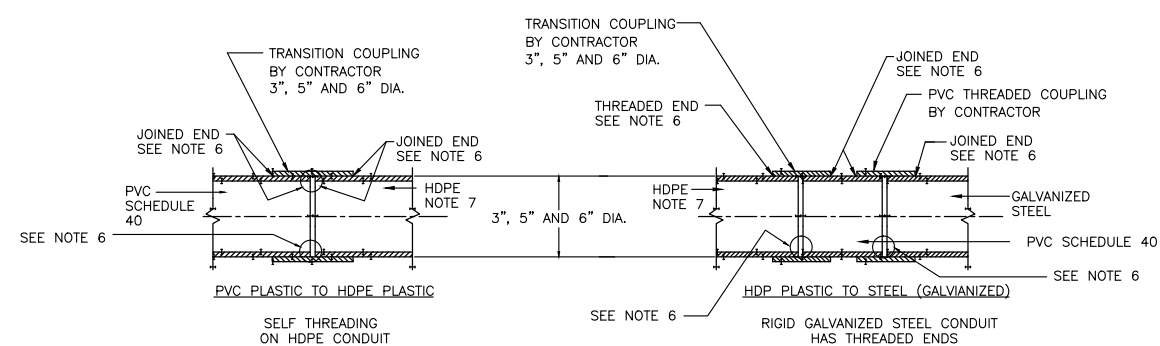 TRANSITION COUPLING
BY CONTRACTOR
3", 5" AND 6" DIA.
JOINED END
SEE NOTE 6
JOINED END
SEE NOTE 6
PVC
SCHEDULE
40
HDPE
NOTE 7
SEE NOTE 6
3", 5" AND 6" DIA.
PVC PLASTIC TO HDPE PLASTIC
SELF THREADING
ON HDPE CONDUIT
TRANSITION COUPLING
BY CONTRACTOR
3", 5" AND 6" DIA.
JOINED END
SEE NOTE 6
PVC THREADED COUPLING
BY CONTRACTOR
THREADED END
SEE NOTE 6
JOINED END
SEE NOTE 6
HDPE
NOTE 7
GALVANIZED
STEEL
PVC SCHEDULE 40
SEE NOTE 6
SEE NOTE 6
HDP PLASTIC TO STEEL (GALVIANIZED)
RIGID GALVANIZED STEEL CONDUIT
HAS THREADED ENDS